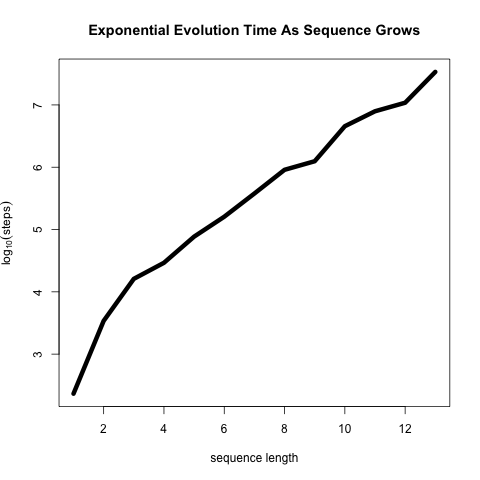 Exponential Evolution Time As Sequence Grows
log₁₀(steps)
7
6
5
4
3
2 4 6 8 10 12
sequence length